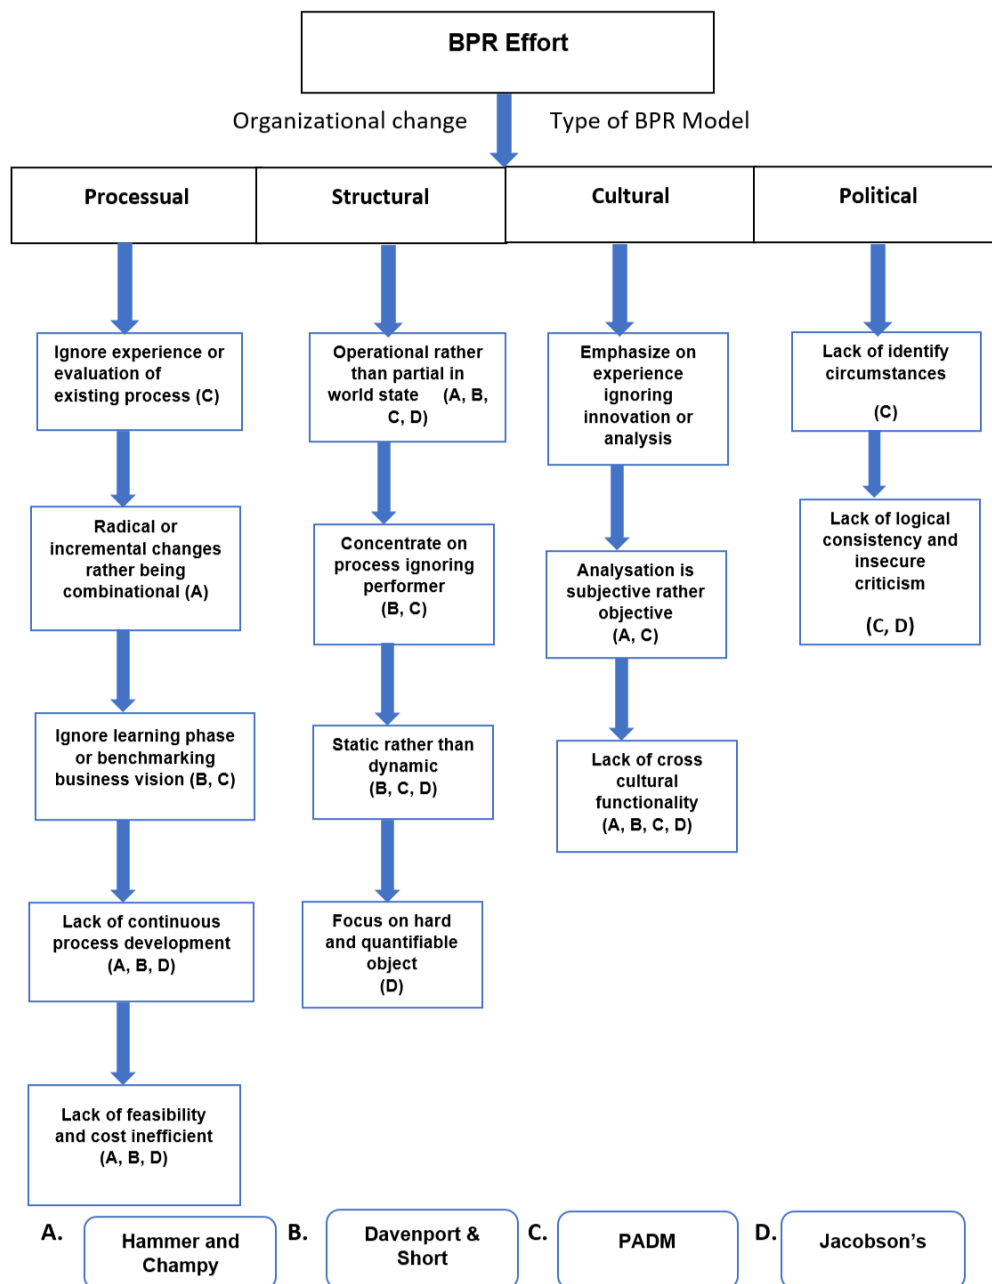 BPR Effort
Organizational change
Type of BPR Model
Processual
Structural
Cultural
Political
Ignore experience or
evaluation of
existing process (C)
Radical or
incremental changes
rather being
combinational (A)
Ignore learning phase
or benchmarking
business vision (B, C)
Lack of continuous
process development
(A, B, D)
Lack of feasibility
and cost inefficient
(A, B, D)
Operational rather
than partial in
world state (A, B,
C, D)
Concentrate on
process ignoring
performer
(B, C)
Static rather than
dynamic
(B, C, D)
Focus on hard
and quantifiable
object
(D)
Emphasize on
experience
ignoring
innovation or
analysis
Analysation is
subjective rather
objective
(A, C)
Lack of cross
cultural
functionality
(A, B, C, D)
Lack of identify
circumstances
(C)
Lack of logical
consistency and
insecure
criticism
(C, D)
A.
Hammer and
Champy
B.
Davenport &
Short
C.
PADM
D.
Jacobson's